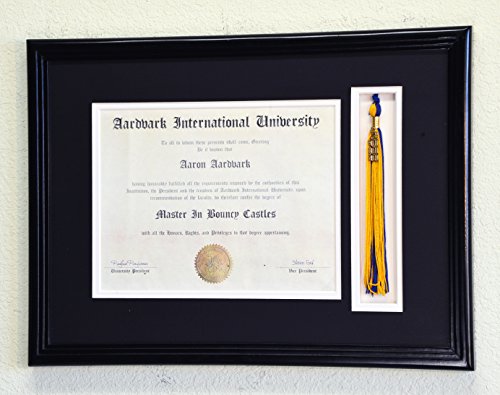 Aardvark International University
To all to whom these presents shall come, Greeting
Be it known that
Aaron Aardvark
having honorably fulfilled all the requirements imposed by the authorities of this
Institution, the President and the trustees of Aardvark International University, upon
recommendation of the faculty, do therefore confer the degree of
Master In Bouncy Castles
with all the Honors, Rights, and Privileges to that degree appertaining.
University President
Vice President